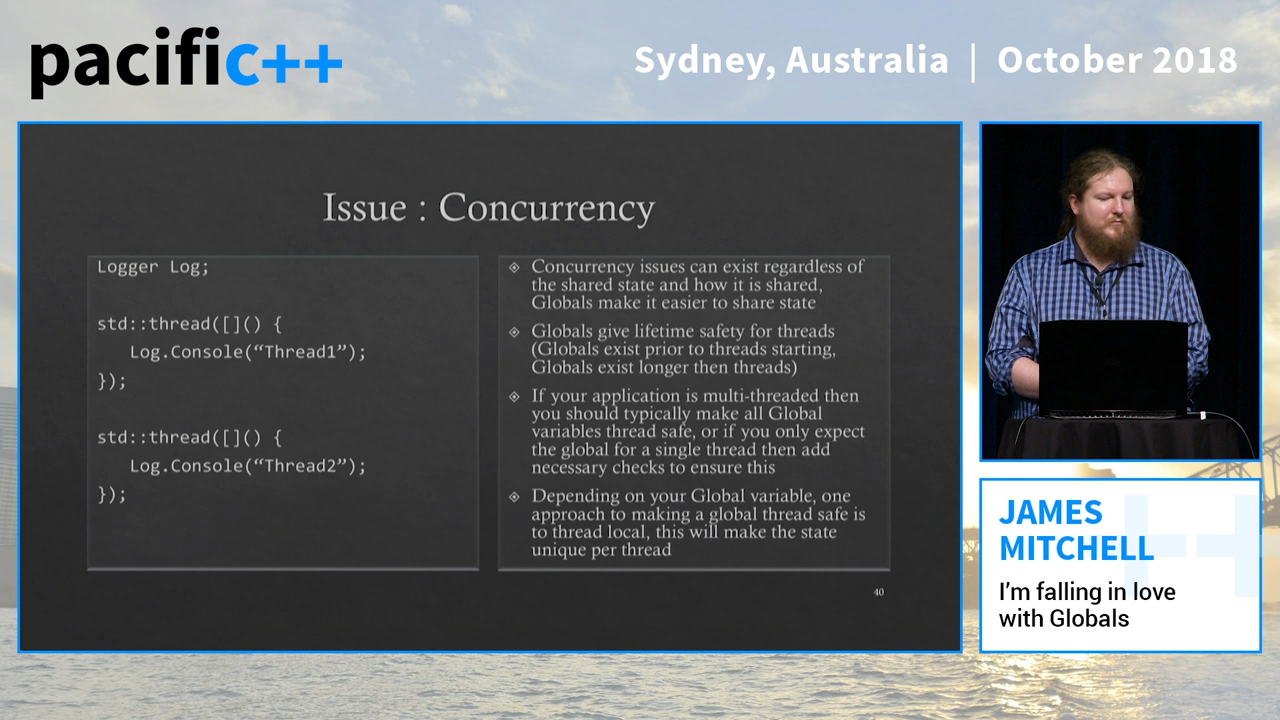 pacific++
Sydney, Australia | October 2018
Issue : Concurrency
Logger Log;
std::thread([]() {
Log.Console(“Thread1”);
});
std::thread([]() {
Log.Console(“Thread2”);
});
Concurrency issues can exist regardless of
the shared state and how it is shared,
Globals make it easier to share state
Globals give lifetime safety for threads
(Globals exist prior to threads starting,
Globals exist longer then threads)
If your application is multi-threaded then
you should typically make all Global
variables thread safe, or if you only expect
the global for a single thread then add
necessary checks to ensure this
Depending on your Global variable, one
approach to making a global thread safe is
to thread local, this will make the state
unique per thread
40
JAMES
MITCHELL
I’m falling in love
with Globals